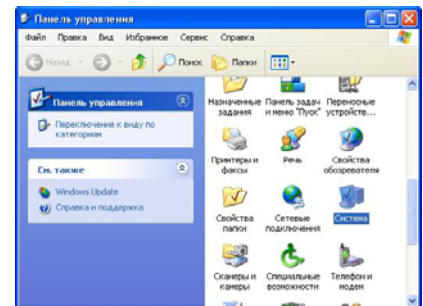 Панель управления
Файл Правка Вид Избранное Сервис Справка
Назад Поиск Папки
Панель управления
Переключение к виду по
категориям
См. также
Windows Update
Справка и поддержка
Назначенные Панель задач Переносные
задания и меню "Пуск" устройств...
Принтеры и Речь Свойства
факсы обозревателя
Свойства Сетевые Система
папки подключения
Сканеры и Специальные Телефон и
камеры возможности модем